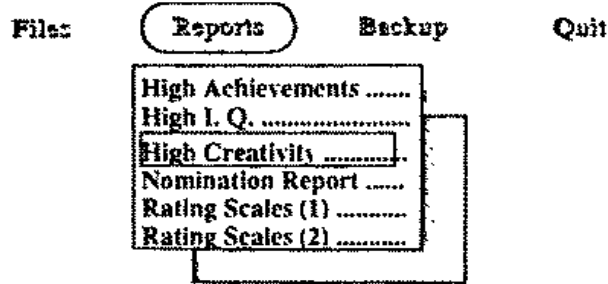 Files Reports Backup Quit
High Achievements .......
High I. Q. ........................
High Creativity .............
Nomination Report ......
Rating Scales (1) ...........
Rating Scales (2) ...........